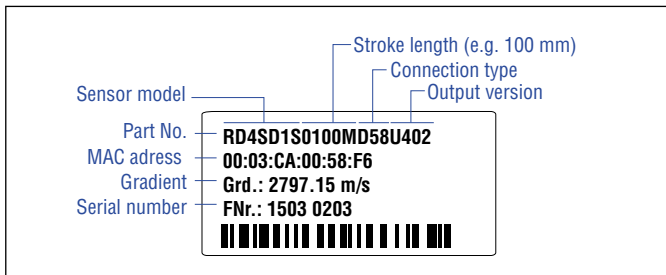 Stroke length (e.g. 100 mm)
Connection type
Output version
Sensor model
Part No.
RD4SD1S0100MD58U402
MAC adress
00:03:CA:00:58:F6
Gradient
Grd.: 2797.15 m/s
Serial number
FNr.: 1503 0203